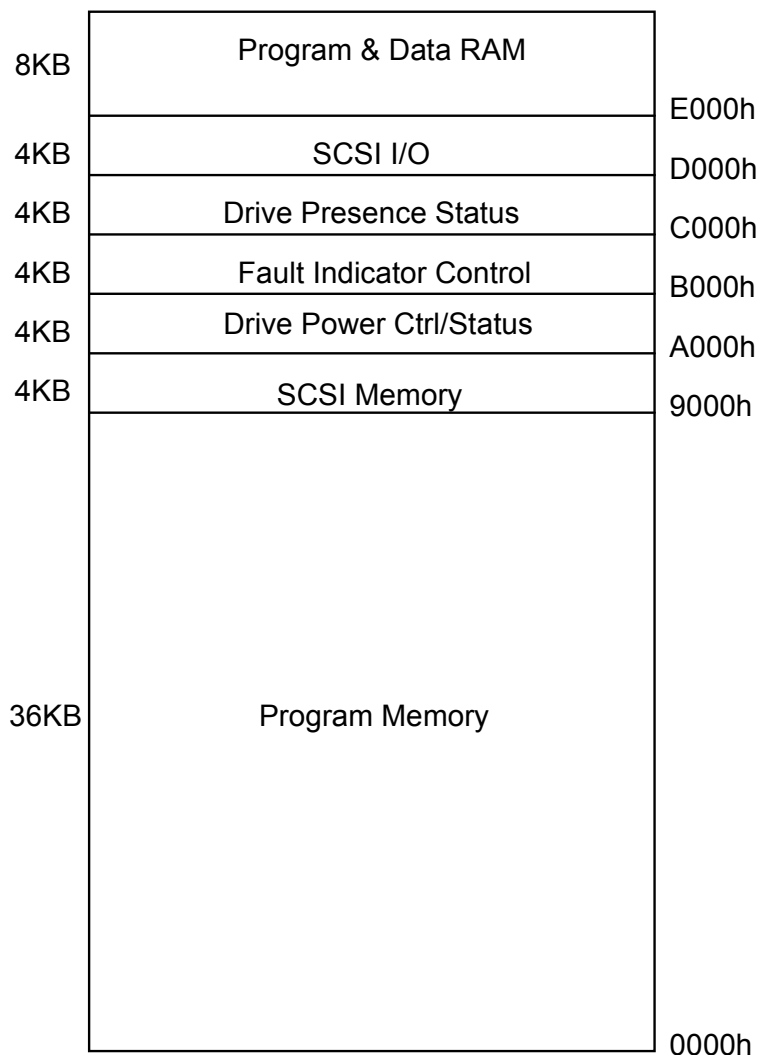 8KB Program & Data RAM
E000h
4KB SCSI I/O
D000h
4KB Drive Presence Status
C000h
4KB Fault Indicator Control
B000h
4KB Drive Power Ctrl/Status
A000h
4KB SCSI Memory
9000h
36KB Program Memory
0000h